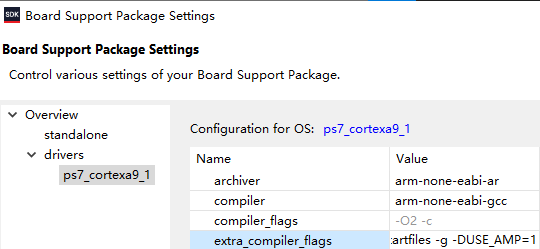 SDK Board Support Package Settings
Board Support Package Settings
Control various settings of your Board Support Package.
Overview
standalone
drivers
ps7_cortexa9_1
Configuration for OS: ps7_cortexa9_1
Name Value
archiver arm-none-eabi-ar
compiler arm-none-eabi-gcc
compiler_flags -O2 -c
extra_compiler_flags tartfiles -g -DUSE_AMP=1